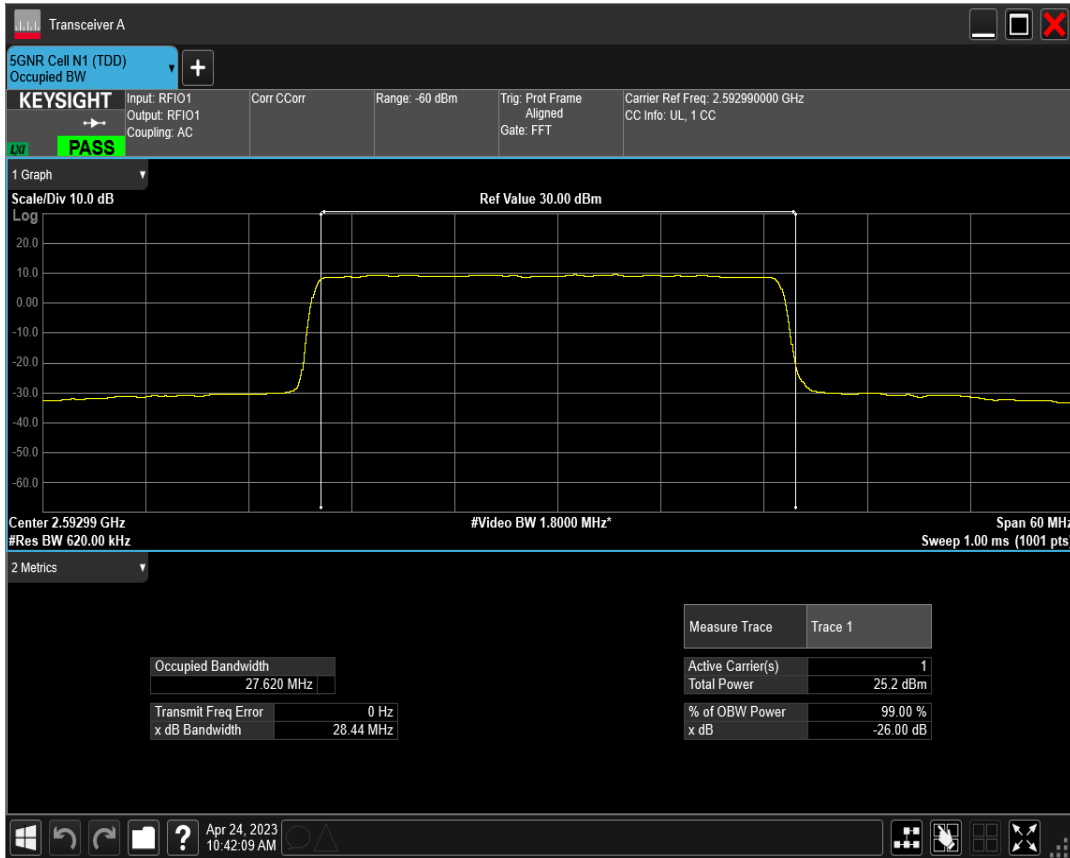 Transceiver A
5GNR Cell N1 (TDD)
Occupied BW
+
KEYSIGHT
LXI
PASS
Input: RFIO1
Output: RFIO1
Coupling: AC
Corr CCorr
Range: -60 dBm
Trig: Prot Frame
Aligned
Gate: FFT
Carrier Ref Freq: 2.592990000 GHz
CC Info: UL, 1 CC
1 Graph
Scale/Div 10.0 dB
Ref Value 30.00 dBm
Log
20.0
10.0
0.00
-10.0
-20.0
-30.0
-40.0
-50.0
-60.0
Center 2.59299 GHz
#Video BW 1.8000 MHz*
Span 60 MHz
#Res BW 620.00 kHz
Sweep 1.00 ms (1001 pts)
2 Metrics
Measure Trace Trace 1
Occupied Bandwidth
27.620 MHz
Active Carrier(s) 1
Total Power 25.2 dBm
Transmit Freq Error 0 Hz
x dB Bandwidth 28.44 MHz
% of OBW Power 99.00 %
x dB -26.00 dB
?
Apr 24, 2023
10:42:09 AM